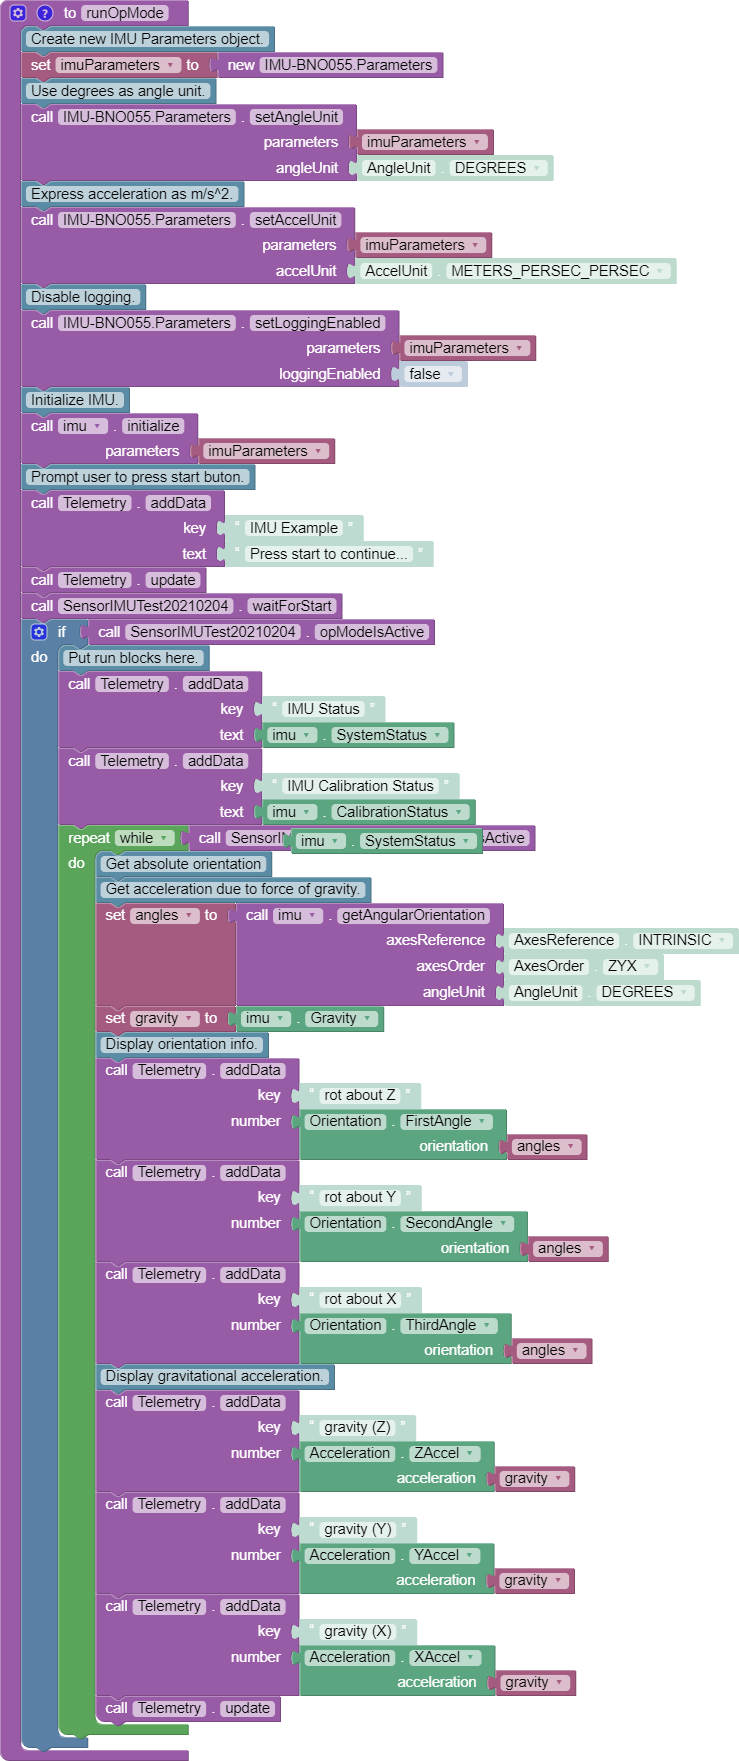 to runOpMode
Create new IMU Parameters object.
set imuParameters to new IMU-BNO055.Parameters
Use degrees as angle unit.
call IMU-BNO055.Parameters . setAngleUnit
parameters imuParameters
angleUnit AngleUnit . DEGREES
Express acceleration as m/s^2.
call IMU-BNO055.Parameters . setAccelUnit
parameters imuParameters
accelUnit AccelUnit . METERS_PERSEC_PERSEC
Disable logging.
call IMU-BNO055.Parameters . setLoggingEnabled
parameters imuParameters
loggingEnabled false
Initialize IMU.
call imu . initialize
parameters imuParameters
Prompt user to press start buton.
call Telemetry . addData
key “ IMU Example ”
text “ Press start to continue... ”
call Telemetry . update
call SensorIMUTest20210204 . waitForStart
if call SensorIMUTest20210204 . opModeIsActive
do Put run blocks here.
call Telemetry . addData
key “ IMU Status ”
text imu . SystemStatus
call Telemetry . addData
key “ IMU Calibration Status ”
text imu . CalibrationStatus
repeat while call imu . SystemStatus
do Get absolute orientation
Get acceleration due to force of gravity.
set angles to call imu . getAngularOrientation
axesReference AxesReference . INTRINSIC
axesOrder AxesOrder . ZYX
angleUnit AngleUnit . DEGREES
set gravity to imu . Gravity
Display orientation info.
call Telemetry . addData
key “ rot about Z ”
number Orientation . FirstAngle
orientation angles
call Telemetry . addData
key “ rot about Y ”
number Orientation . SecondAngle
orientation angles
call Telemetry . addData
key “ rot about X ”
number Orientation . ThirdAngle
orientation angles
Display gravitational acceleration.
call Telemetry . addData
key “ gravity (Z) ”
number Acceleration . ZAccel
acceleration gravity
call Telemetry . addData
key “ gravity (Y) ”
number Acceleration . YAccel
acceleration gravity
call Telemetry . addData
key “ gravity (X) ”
number Acceleration . XAccel
acceleration gravity
call Telemetry . update